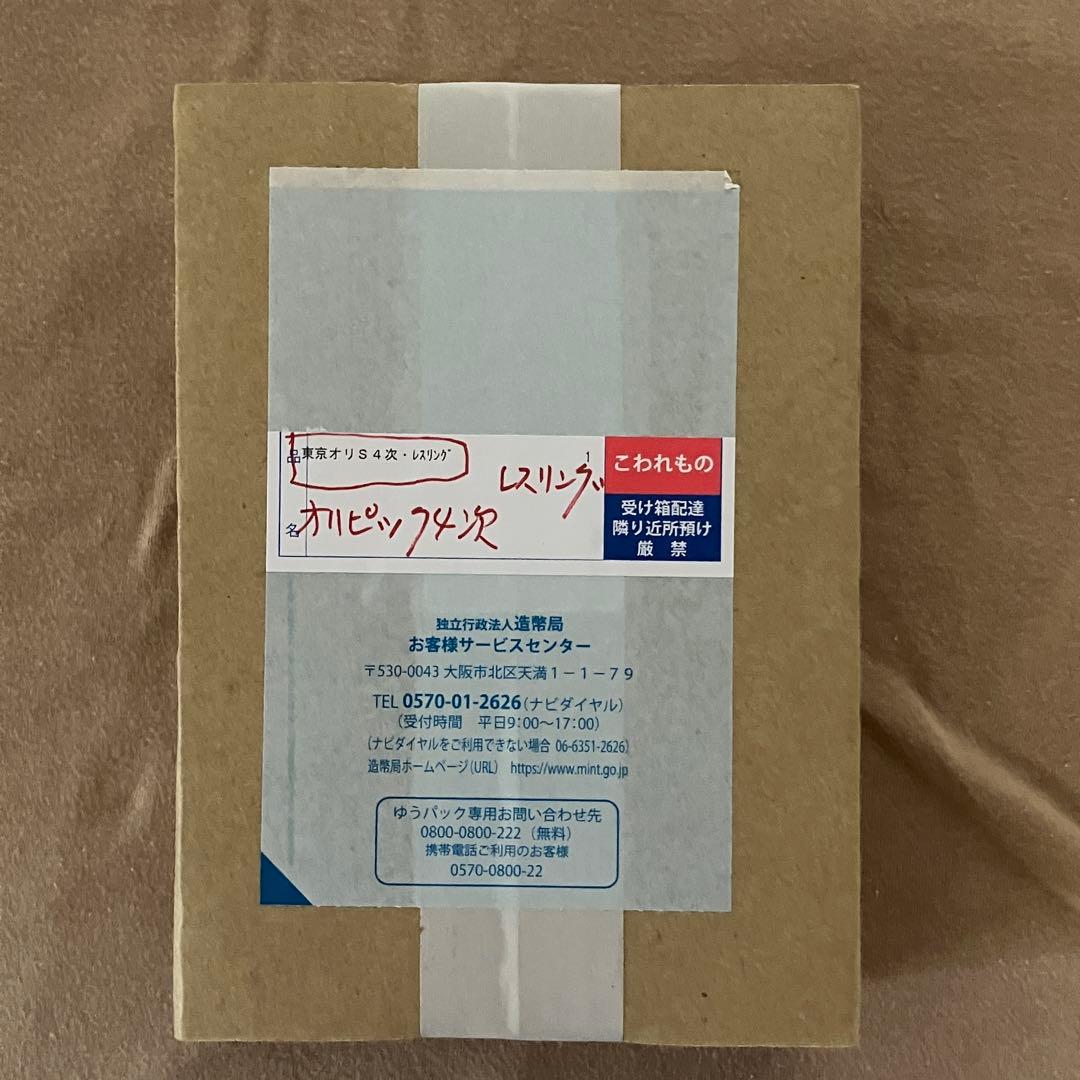 品名
東京オリS4次・ﾚｽﾘﾝｸﾞ
1
レスリング
オリピック4次
こわれもの
受け箱配達
隣り近所預け
厳　禁
独立行政法人造幣局
お客様サービスセンター
〒530-0043 大阪市北区天満1-1-79
TEL 0570-01-2626(ナビダイヤル)
(受付時間　平日9:00〜17:00)
(ナビダイヤルをご利用できない場合 06-6351-2626)
造幣局ホームページ(URL)　https://www.mint.go.jp
ゆうパック専用お問い合わせ先
0800-0800-222 (無料)
携帯電話ご利用のお客様
0570-0800-22